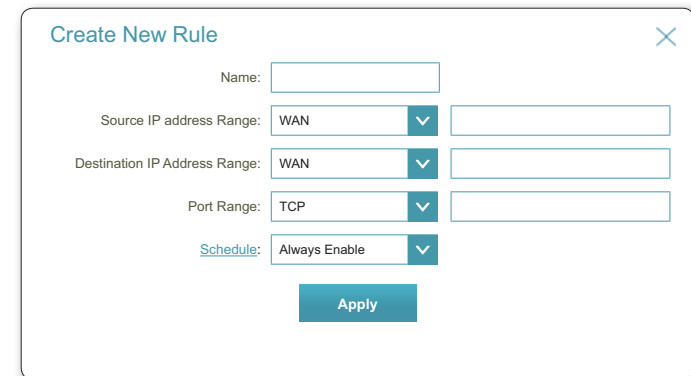 Create New Rule
Name:
Source IP address Range: WAN
Destination IP Address Range: WAN
Port Range: TCP
Schedule: Always Enable
Apply